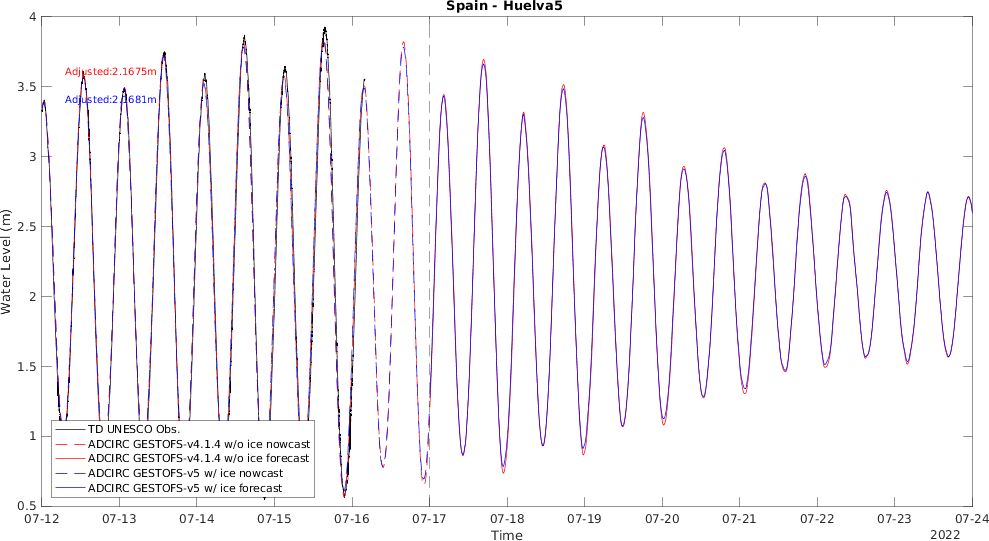 Spain - Huelva5
4
3.5
3
2.5
2
1.5
1
0.5
Water Level (m)
Adjusted:2.1675m
Adjusted:2.1681m
TD UNESCO Obs.
ADCIRC GESTOFS-v4.1.4 w/o ice nowcast
ADCIRC GESTOFS-v4.1.4 w/o ice forecast
ADCIRC GESTOFS-v5 w/ ice nowcast
ADCIRC GESTOFS-v5 w/ ice forecast
07-12 07-13 07-14 07-15 07-16 07-17 07-18 07-19 07-20 07-21 07-22 07-23 07-24
Time
2022